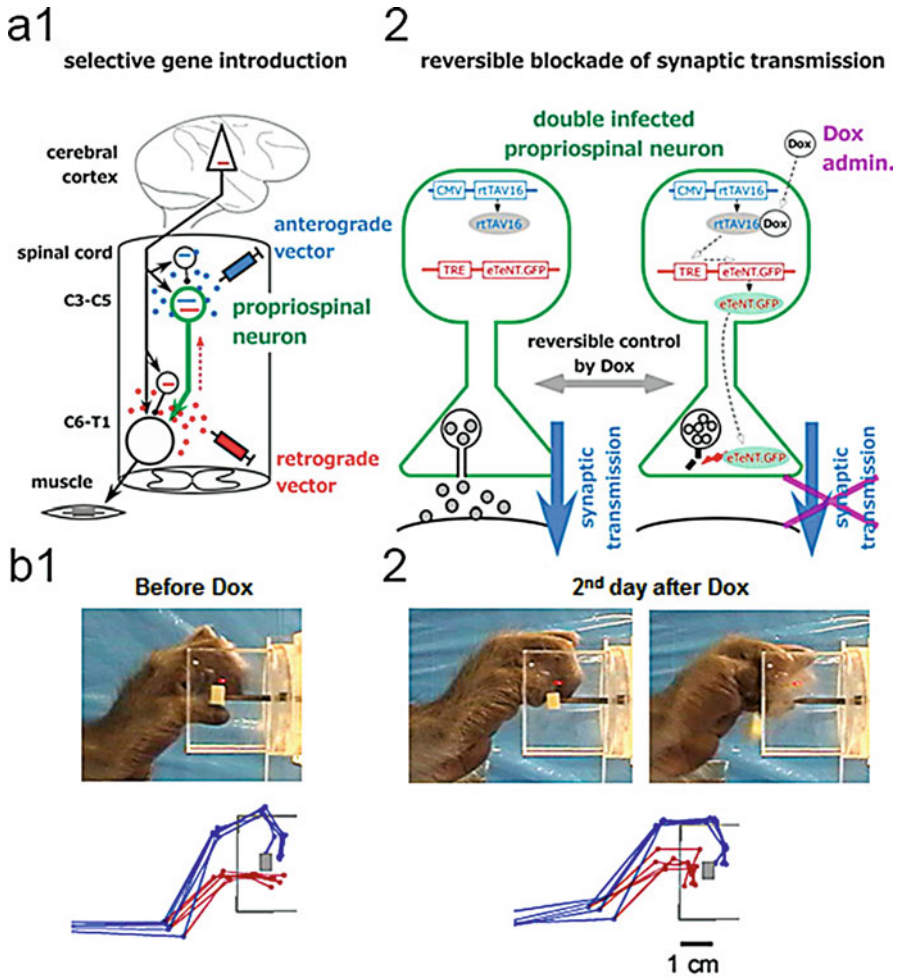 a1
selective gene introduction
cerebral
cortex
spinal cord
C3-C5
C6-T1
muscle
anterograde
vector
propriospinal
neuron
retrograde
vector
2
reversible blockade of synaptic transmission
double infected
propriospinal neuron
CMV rtTAV16
rtTAV16
TRE eTeNT.GFP
Dox
Dox
admin.
CMV rtTAV16
rtTAV16 Dox
TRE eTeNT.GFP
eTeNT.GFP
reversible control
by Dox
eTeNT.GFP
synaptic
transmission
synaptic
transmission
b1
Before Dox
2
2nd day after Dox
1 cm